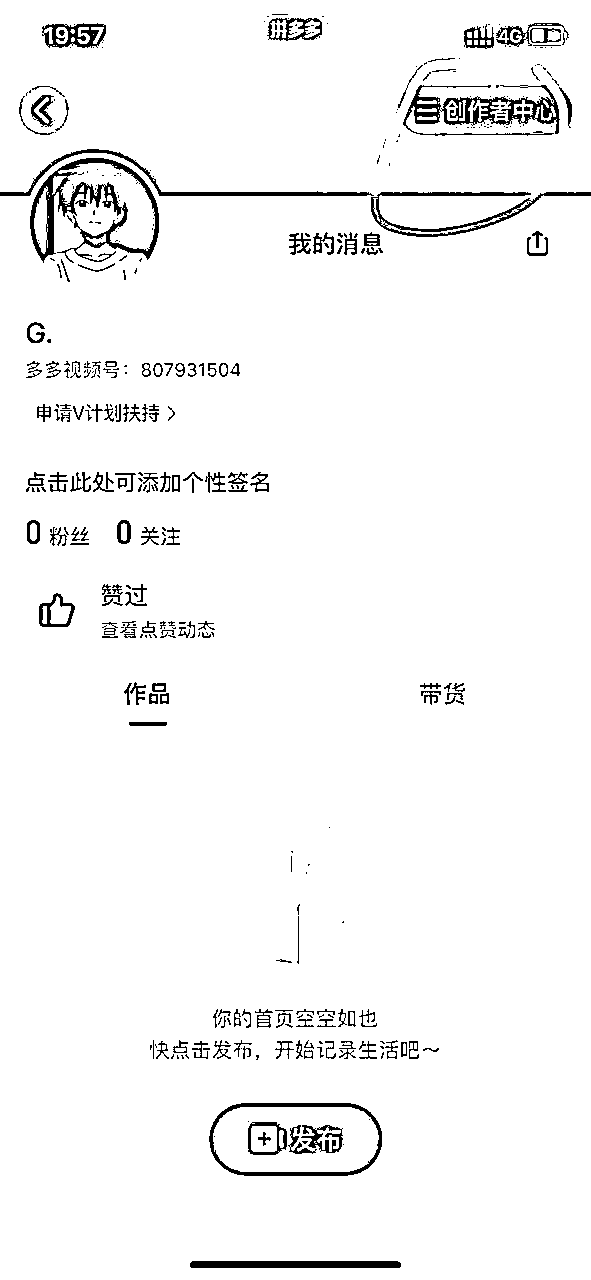 19:57
拼多多
4G
创作者中心
我的消息
G.
多多视频号：807931504
申请V计划扶持 >
点击此处可添加个性签名
0 粉丝 0 关注
赞过
查看点赞动态
作品 带货
你的首页空空如也
快点击发布，开始记录生活吧～
发布